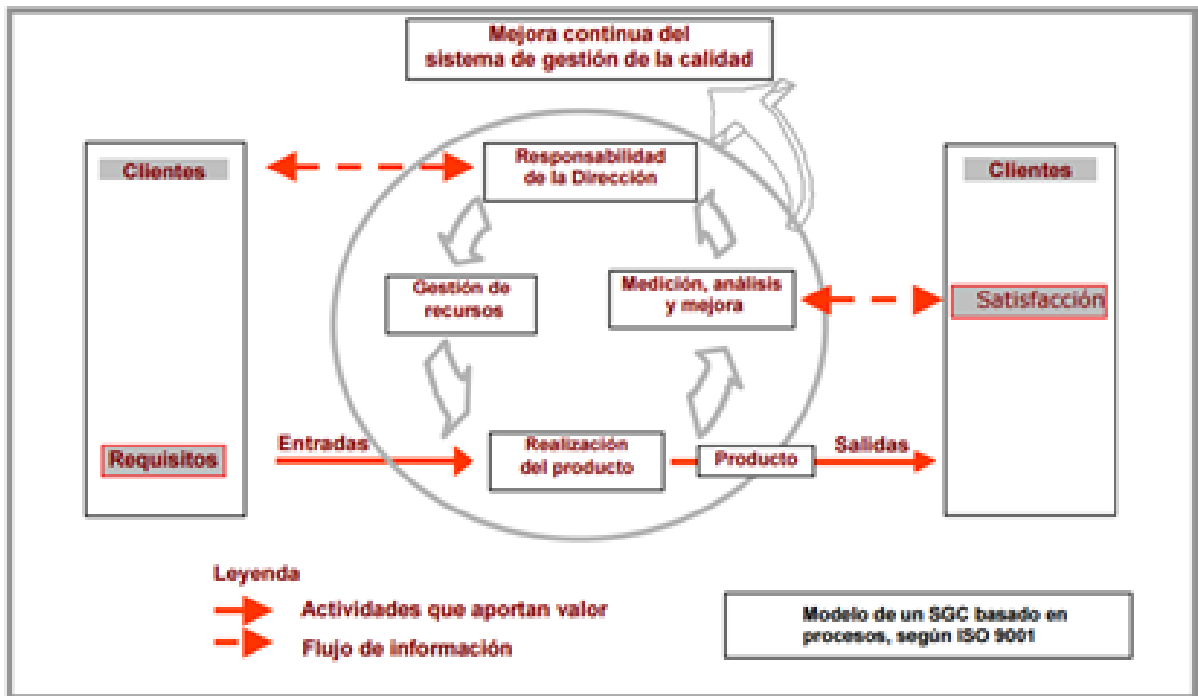 Mejora continua del
sistema de gestión de la calidad
Clientes
Responsabilidad
de la Dirección
Clientes
Gestión de
recursos
Medición, análisis
y mejora
Satisfacción
Requisitos
Entradas
Realización
del producto
Producto
Salidas
Leyenda
Actividades que aportan valor
Flujo de información
Modelo de un SGC basado en
procesos, según ISO 9001